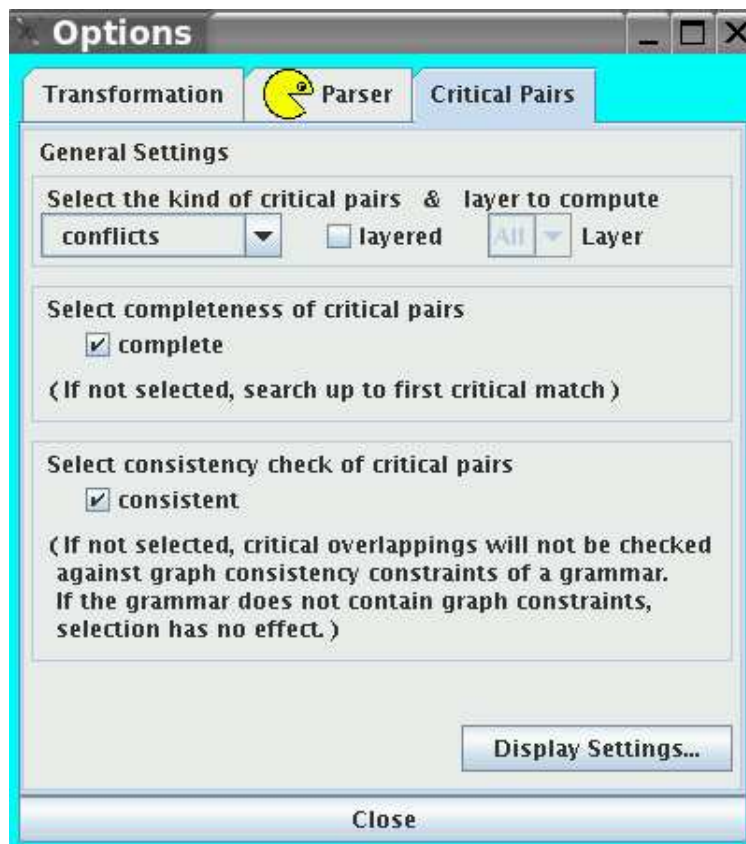 Options
Transformation Parser Critical Pairs
General Settings
Select the kind of critical pairs & layer to compute
conflicts layered All Layer
Select completeness of critical pairs
complete
(If not selected, search up to first critical match)
Select consistency check of critical pairs
consistent
(If not selected, critical overlappings will not be checked
against graph consistency constraints of a grammar.
If the grammar does not contain graph constraints,
selection has no effect.)
Display Settings...
Close